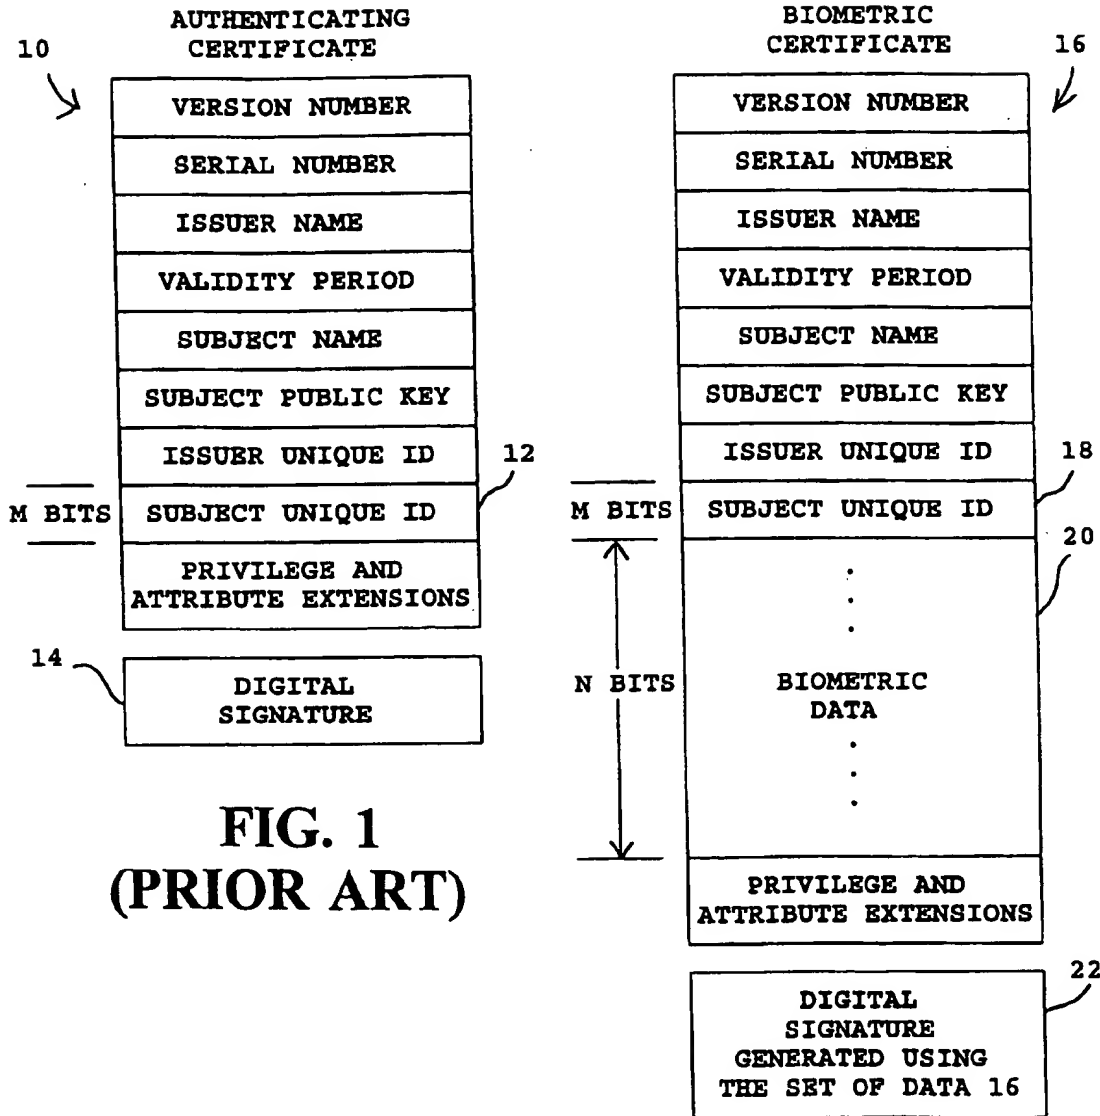 AUTHENTICATING
CERTIFICATE
10
VERSION NUMBER
SERIAL NUMBER
ISSUER NAME
VALIDITY PERIOD
SUBJECT NAME
SUBJECT PUBLIC KEY
ISSUER UNIQUE ID
12
M BITS
SUBJECT UNIQUE ID
PRIVILEGE AND
ATTRIBUTE EXTENSIONS
14
DIGITAL
SIGNATURE
FIG. 1
(PRIOR ART)
BIOMETRIC
CERTIFICATE
16
VERSION NUMBER
SERIAL NUMBER
ISSUER NAME
VALIDITY PERIOD
SUBJECT NAME
SUBJECT PUBLIC KEY
ISSUER UNIQUE ID
18
M BITS
SUBJECT UNIQUE ID
20
N BITS
BIOMETRIC
DATA
PRIVILEGE AND
ATTRIBUTE EXTENSIONS
22
DIGITAL
SIGNATURE
GENERATED USING
THE SET OF DATA 16